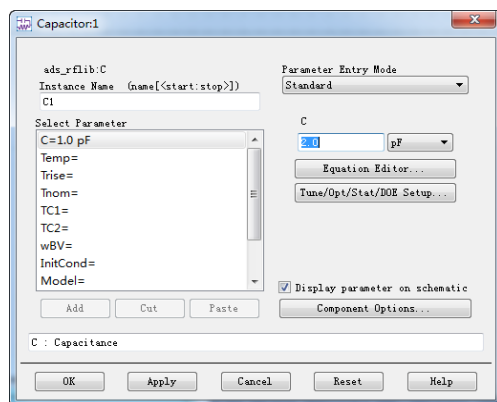 Capacitor:1
ads_rflib:C
Instance Name (name[<start:stop>])
C1
Select Parameter
C=1.0 pF
Temp=
Trise=
Tnom=
TC1=
TC2=
wBV=
InitCond=
Model=
Add Cut Paste
Parameter Entry Mode
Standard
C
2.0 pF
Equation Editor...
Tune/Opt/Stat/DOE Setup...
Display parameter on schematic
Component Options...
C : Capacitance
OK Apply Cancel Reset Help